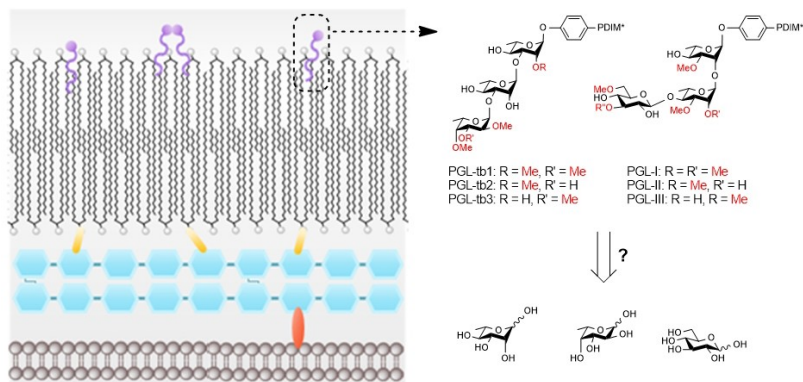 O
PDIM*
HO
O
O
OR
HO
O
O
OH
O
OMe
OR'
OMe
O
PDIM*
HO
O
MeO
O
MeO
HO
R"O
O
OH
O
O
MeO
OR'
PGL-tb1: R = Me, R' = Me
PGL-tb2: R = Me, R' = H
PGL-tb3: R = H, R' = Me
PGL-I: R = R' = Me
PGL-II: R = Me, R' = H
PGL-III: R = H, R' = Me
?
OH
O
HO
HO
OH
OH
O
OH
HO
OH
HO
O
HO
HO
OH
OH